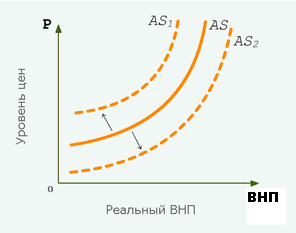 P
AS₁
AS
AS₂
Уровень цен
0
Реальный ВНП
ВНП